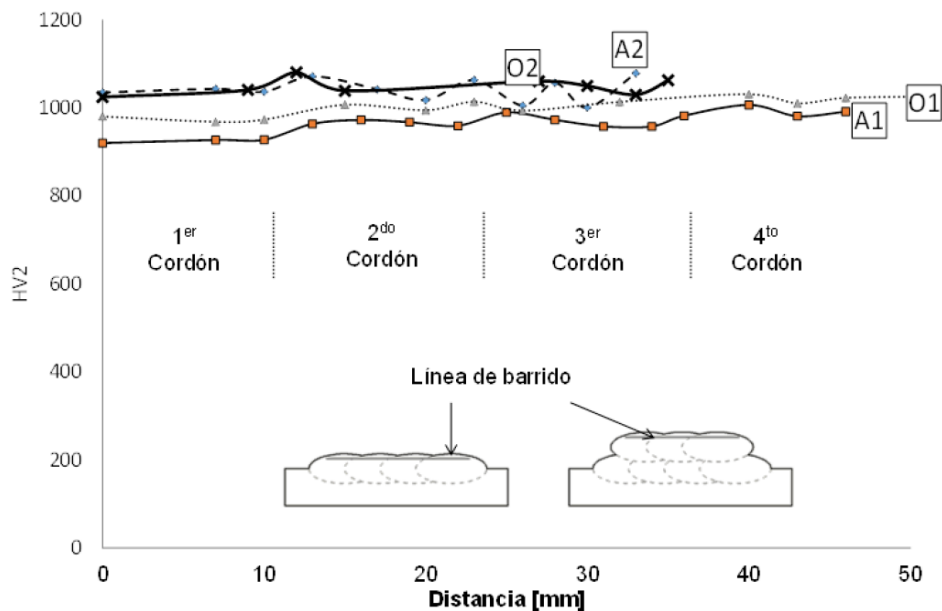 1200
1000
800
600
400
200
0
HV2
O2
A2
O1
A1
1er
Cordón
2do
Cordón
3er
Cordón
4to
Cordón
Línea de barrido
0
10
20
30
40
50
Distancia [mm]